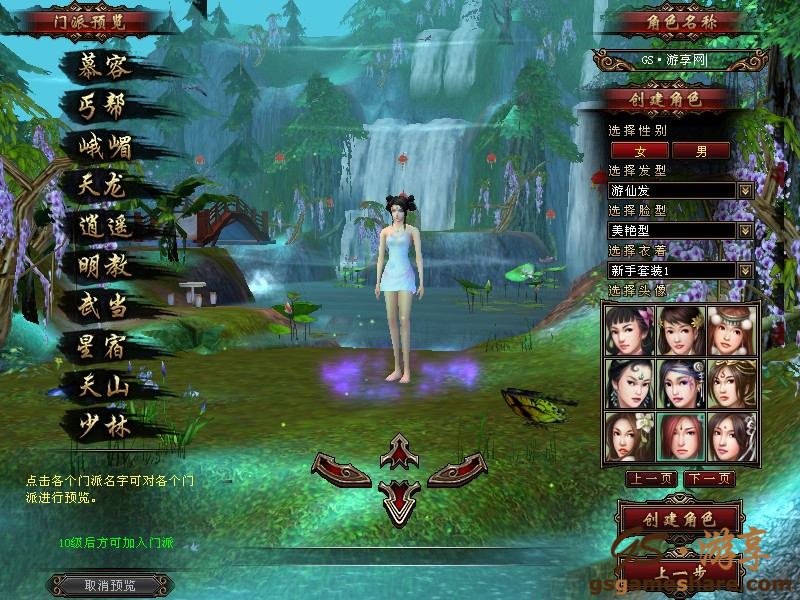 门派预览
慕容
丐帮
峨嵋
天龙
逍遥
明教
武当
星宿
天山
少林
点击各个门派名字可对各个门
派进行预览。
10级后方可加入门派
取消预览
角色名称
GS·游享网
创建角色
选择性别
女 男
选择发型
游仙发
选择脸型
美艳型
选择衣着
新手套装1
选择头像
上一页 下一页
创建角色
上一步
GS·游享
gsgameshare.com